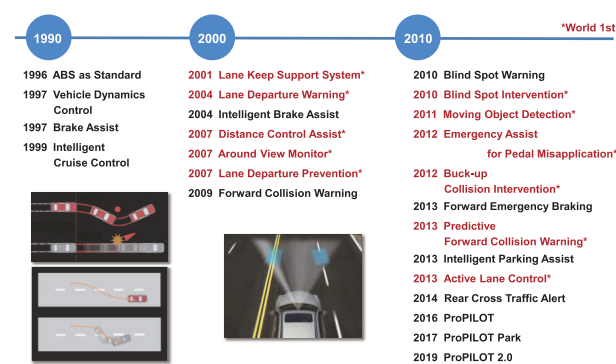 *World 1st
1990
1996 ABS as Standard
1997 Vehicle Dynamics
Control
1997 Brake Assist
1999 Intelligent
Cruise Control
2000
2001 Lane Keep Support System*
2004 Lane Departure Warning*
2004 Intelligent Brake Assist
2007 Distance Control Assist*
2007 Around View Monitor*
2007 Lane Departure Prevention*
2009 Forward Collision Warning
2010
2010 Blind Spot Warning
2010 Blind Spot Intervention*
2011 Moving Object Detection*
2012 Emergency Assist
for Pedal Misapplication*
2012 Buck-up
Collision Intervention*
2013 Forward Emergency Braking
2013 Predictive
Forward Collision Warning*
2013 Intelligent Parking Assist
2013 Active Lane Control*
2014 Rear Cross Traffic Alert
2016 ProPILOT
2017 ProPILOT Park
2019 ProPILOT 2.0